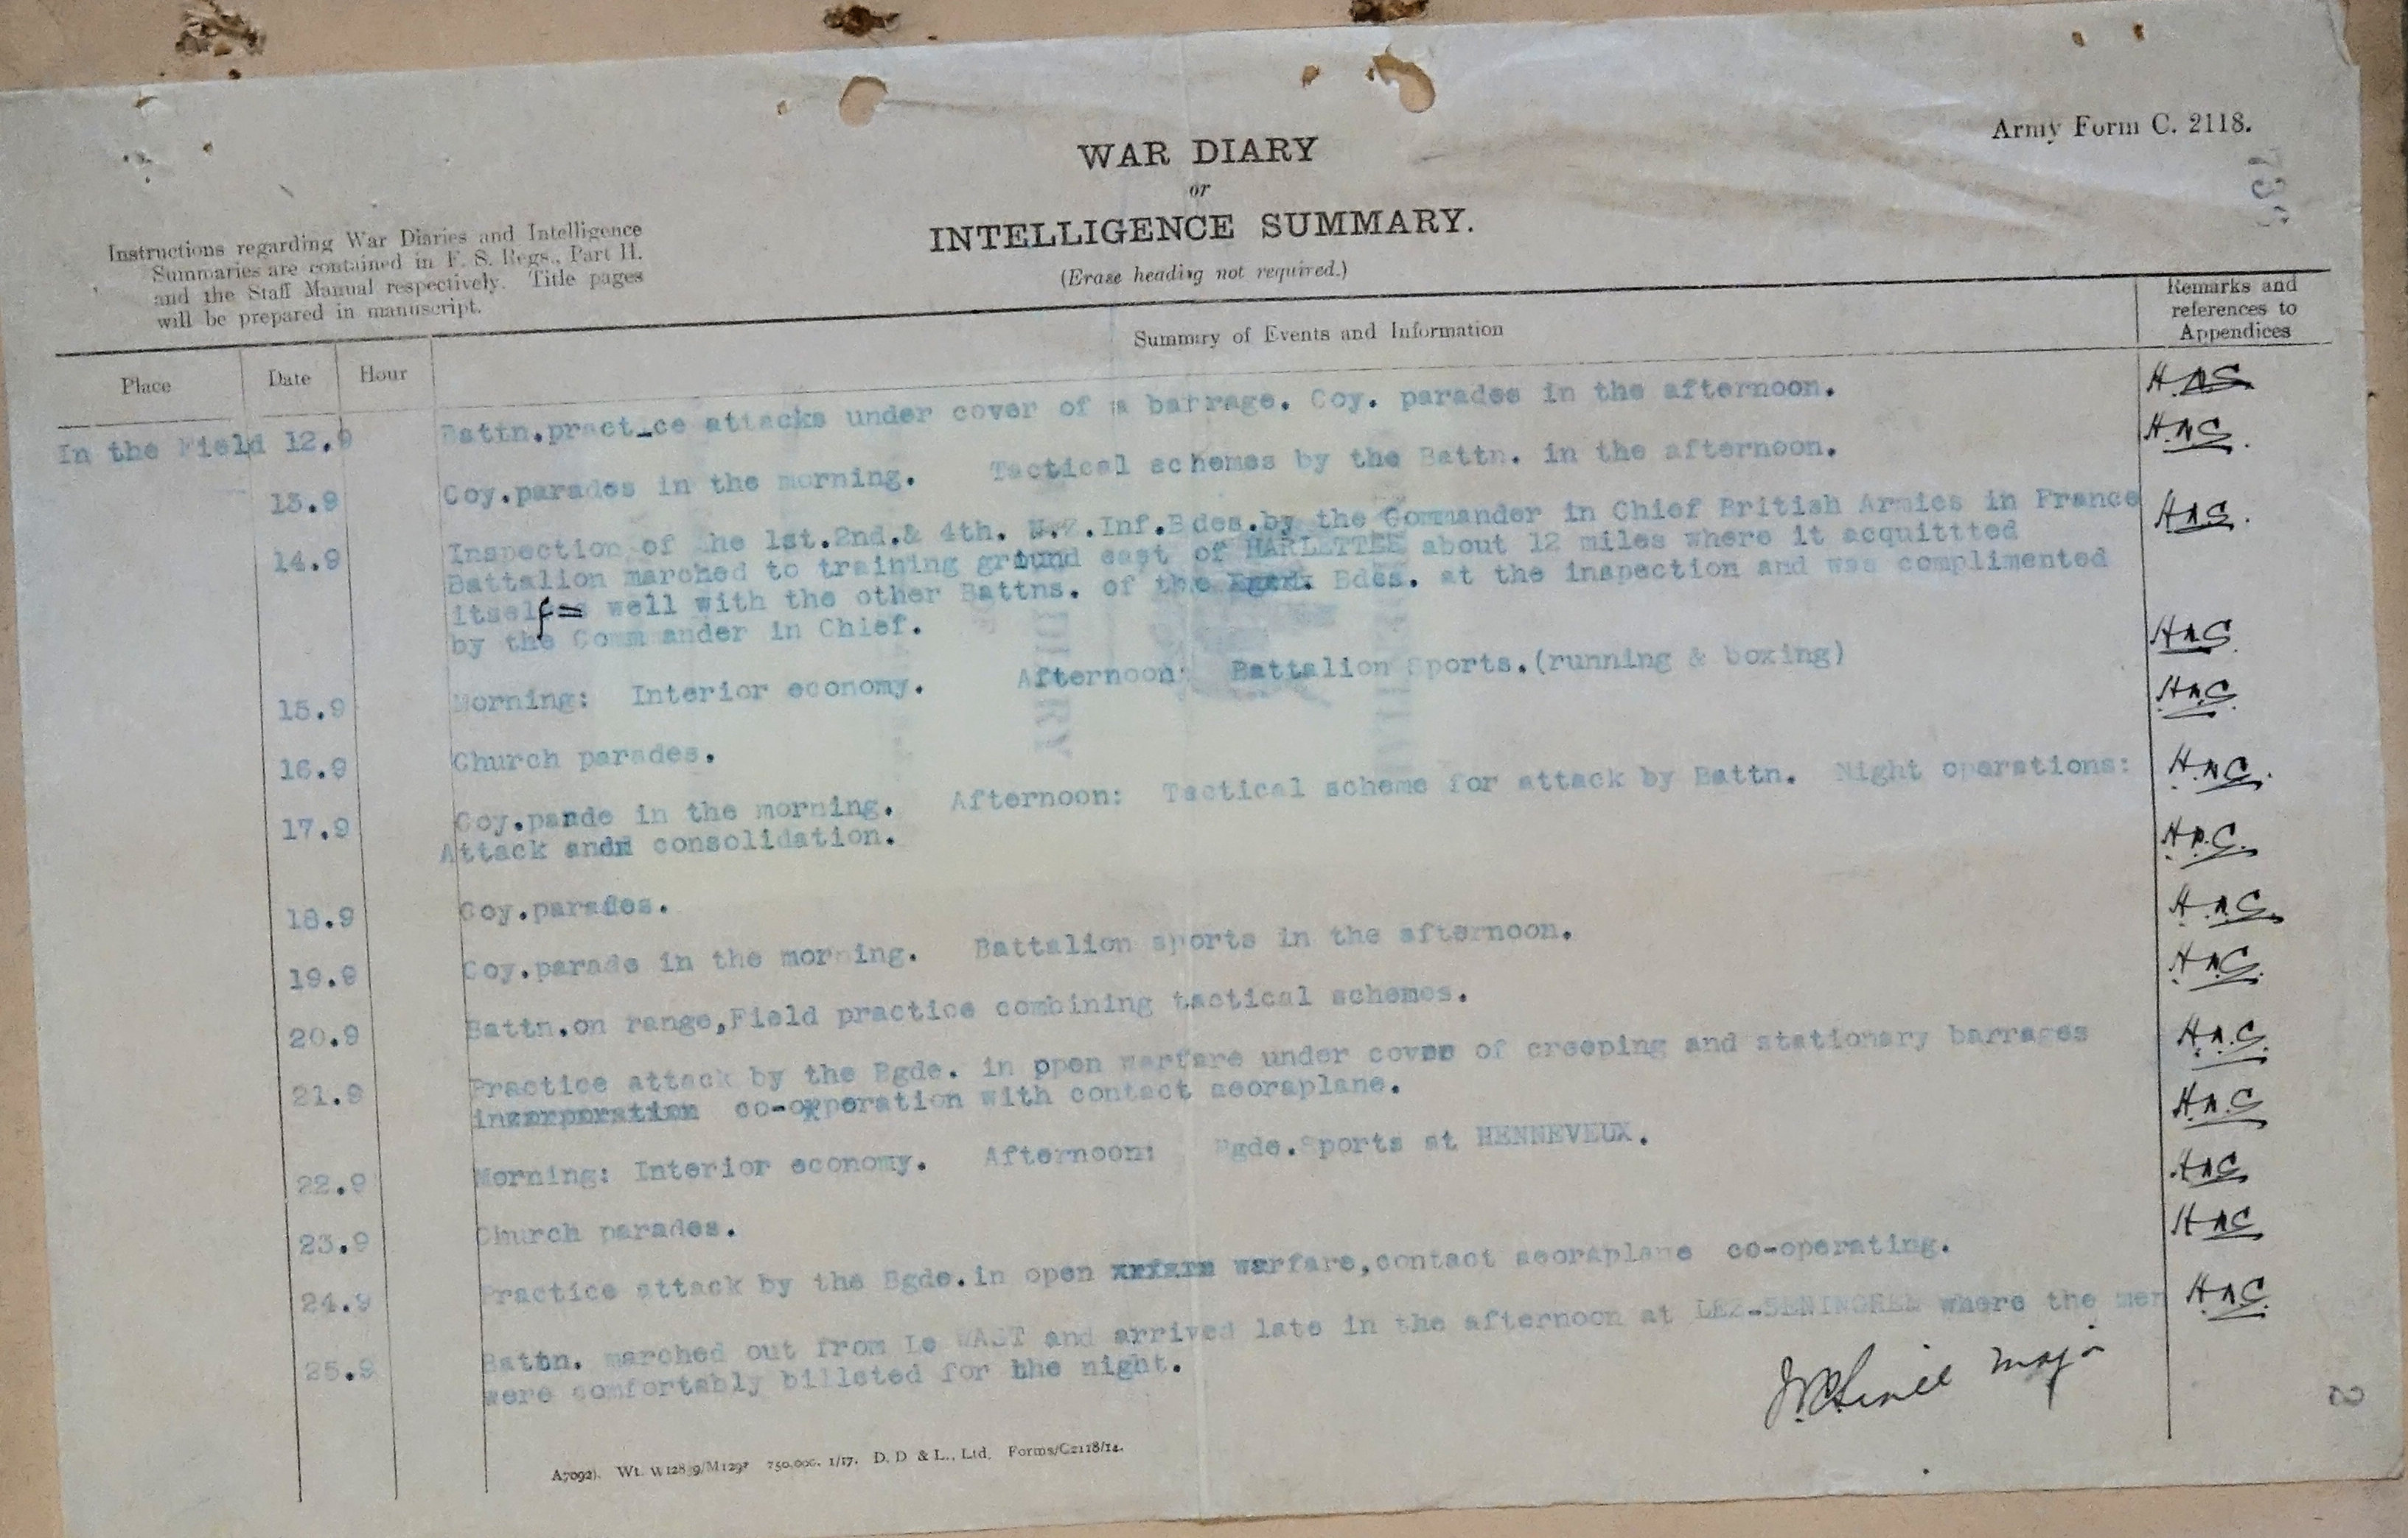 Army Form C. 2118.
WAR DIARY
or
INTELLIGENCE SUMMARY.
(Erase heading not required.)
Instructions regarding War Diaries and Intelligence
Summaries are contained in F. S. Regs., Part II.
and the Staff Manual respectively. Title pages
will be prepared in manuscript.
Place Date Hour Summary of Events and Information Remarks and
references to
Appendices
In the Field 12.9 Battn.practice attacks under cover of a barrage. Coy. parades in the afternoon. H.A.S
13.9 Coy.parades in the morning. Tactical schemes by the Battn. in the afternoon. H.A.S.
14.9 Inspection of the 1st.2nd.& 4th. N.Z.Inf.Bdes.by the Commander in Chief British Armies in France H.A.S.
Battalion marched to training ground east of HARLETTEE about 12 miles where it acquittted
itself well with the other Battns. of the Bdes. at the inspection and was complimented
by the Commander in Chief.
15.9 Morning: Interior economy. Afternoon: Battalion Sports.(running & boxing) H.A.S
16.9 Church parades. H.A.S.
17.9 Coy.parade in the morning. Afternoon: Tactical scheme for attack by Battn. Night operations: H.A.S.
Attack and consolidation.
18.9 Coy.parades. H.A.S.
19.9 Coy.parade in the morning. Battalion sports in the afternoon. H.A.S.
20.9 Battn.on range,Field practice combining tactical schemes. H.A.S.
21.9 Practice attack by the Bgde. in open warfare under cover of creeping and stationary barrages H.A.S.
co-operation with contact aeoraplane.
22.9 Morning: Interior economy. Afternoon: Bgde.Sports at HENNEVEUX. H.A.S
23.9 Church parades. H.A.S
24.9 Practice attack by the Bgde.in open warfare,contact aeoraplane co-operating. H.A.S
25.9 Battn. marched out from Le WAST and arrived late in the afternoon at where the men H.A.S.
were comfortably billeted for the night.
Major
A7092). 750,000. 1/17. D. D & L., Ltd. Forms/C2118/14.